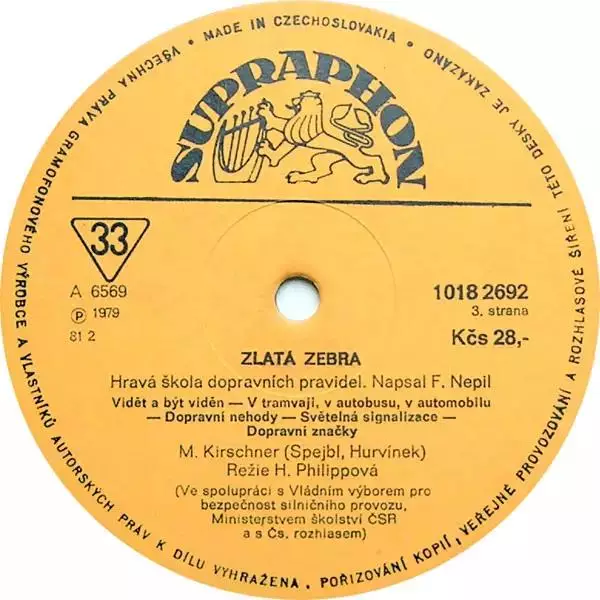 VŠECHNA PRÁVA GRAMOFONOVÉHO VÝROBCE A VLASTNÍKŮ AUTORSKÝCH PRÁV K DÍLU VYHRAŽENA. POŘIZOVÁNÍ KOPIÍ, VEŘEJNÉ PROVOZOVÁNÍ A ROZHLASOVÉ ŠÍŘENÍ TÉTO DESKY JE ZAKÁZÁNO
• MADE IN CZECHOSLOVAKIA •
SUPRAPHON
33
A 6569
Ⓟ 1979
81 2
1018 2692
3. strana
Kčs 28,-
ZLATÁ ZEBRA
Hravá škola dopravních pravidel. Napsal F. Nepil
Vidět a být viděn — V tramvaji, v autobusu, v automobilu
— Dopravní nehody — Světelná signalizace —
Dopravní značky
M. Kirschner (Spejbl, Hurvínek)
Režie H. Philippová
(Ve spolupráci s Vládním výborem pro
bezpečnost silničního provozu,
Ministerstvem školství ČSR
a s Čs. rozhlasem)